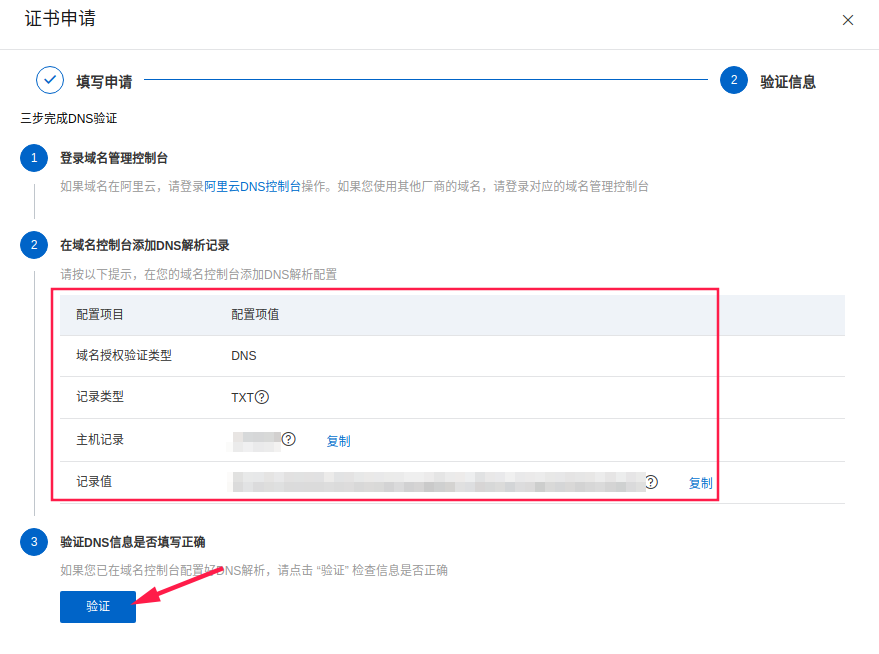 证书申请
填写申请
2 验证信息
三步完成DNS验证
1 登录域名管理控制台
如果域名在阿里云，请登录阿里云DNS控制台操作。如果您使用其他厂商的域名，请登录对应的域名管理控制台
2 在域名控制台添加DNS解析记录
请按以下提示，在您的域名控制台添加DNS解析配置
配置项目 配置项值
域名授权验证类型 DNS
记录类型 TXT?
主机记录 ? 复制
记录值 ? 复制
3 验证DNS信息是否填写正确
如果您已在域名控制台配置好DNS解析，请点击 “验证” 检查信息是否正确
验证